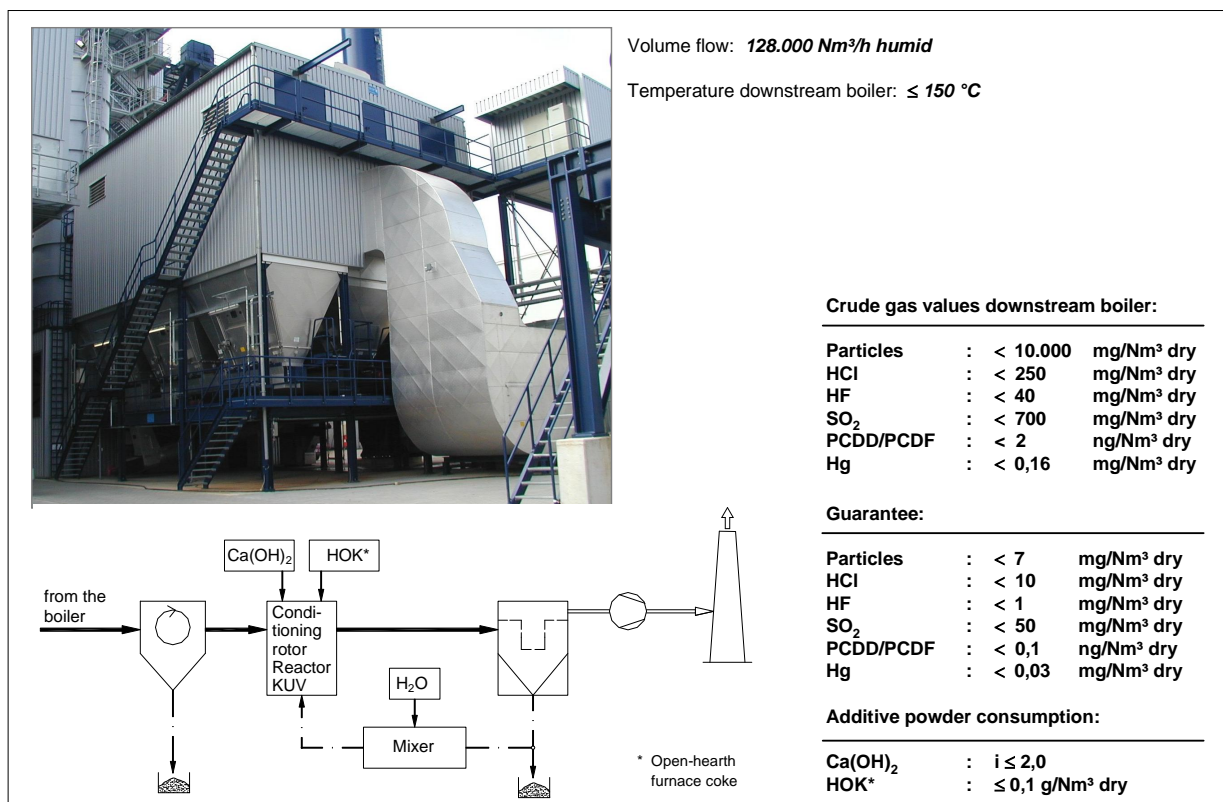 Volume flow: 128.000 Nm³/h humid
Temperature downstream boiler: ≤ 150 °C
Crude gas values downstream boiler:
Particles : < 10.000 mg/Nm³ dry
HCl : < 250 mg/Nm³ dry
HF : < 40 mg/Nm³ dry
SO₂ : < 700 mg/Nm³ dry
PCDD/PCDF : < 2 ng/Nm³ dry
Hg : < 0,16 mg/Nm³ dry
Guarantee:
Particles : < 7 mg/Nm³ dry
HCl : < 10 mg/Nm³ dry
HF : < 1 mg/Nm³ dry
SO₂ : < 50 mg/Nm³ dry
PCDD/PCDF : < 0,1 ng/Nm³ dry
Hg : < 0,03 mg/Nm³ dry
Additive powder consumption:
Ca(OH)₂ : i ≤ 2,0
HOK* : ≤ 0,1 g/Nm³ dry
Ca(OH)₂
HOK*
from the
boiler
Condi-
tioning
rotor
Reactor
KUV
H₂O
Mixer
* Open-hearth
furnace coke